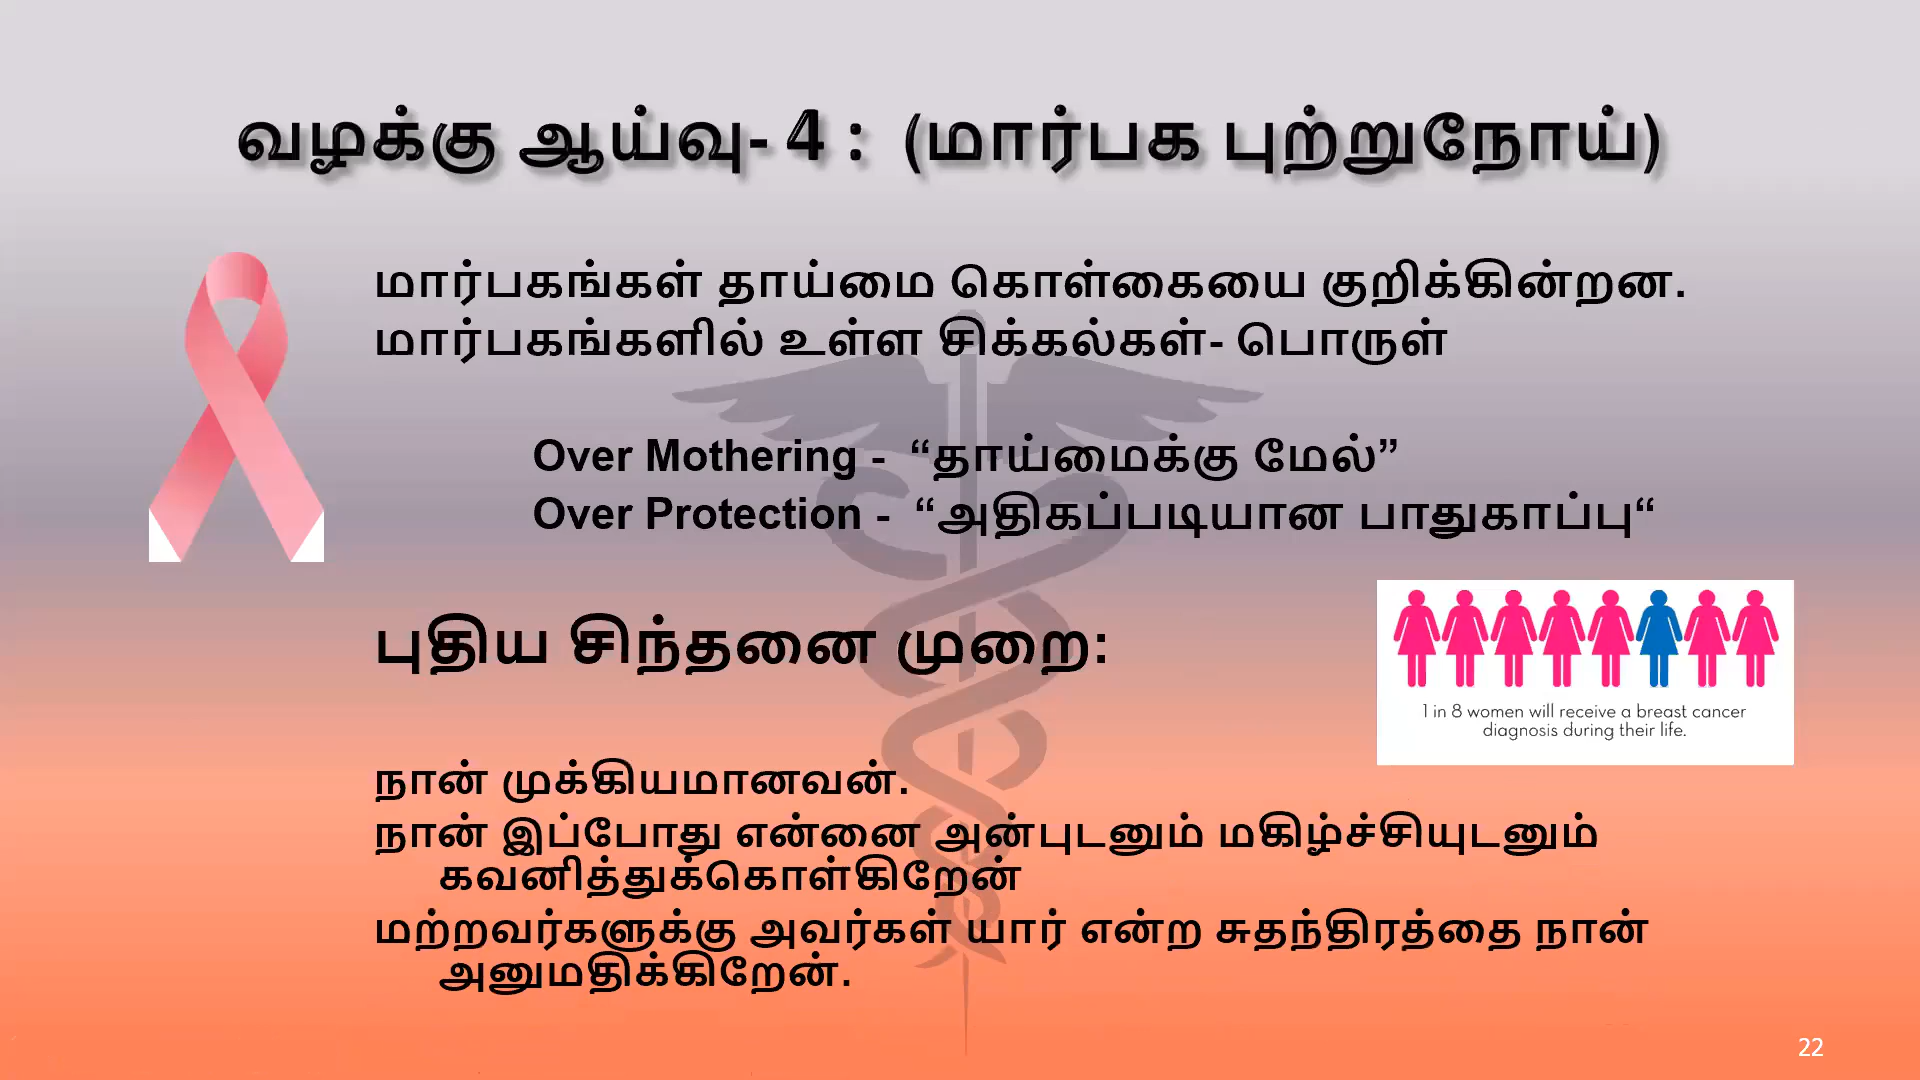 வழக்கு ஆய்வு- 4 : (மார்பக புற்றுநோய்)
மார்பகங்கள் தாய்மை கொள்கையை குறிக்கின்றன.
மார்பகங்களில் உள்ள சிக்கல்கள்- பொருள்
Over Mothering - “தாய்மைக்கு மேல்”
Over Protection - “அதிகப்படியான பாதுகாப்பு“
புதிய சிந்தனை முறை:
1 in 8 women will receive a breast cancer
diagnosis during their life.
நான் முக்கியமானவன்.
நான் இப்போது என்னை அன்புடனும் மகிழ்ச்சியுடனும்
கவனித்துக்கொள்கிறேன்
மற்றவர்களுக்கு அவர்கள் யார் என்ற சுதந்திரத்தை நான்
அனுமதிக்கிறேன்.
22